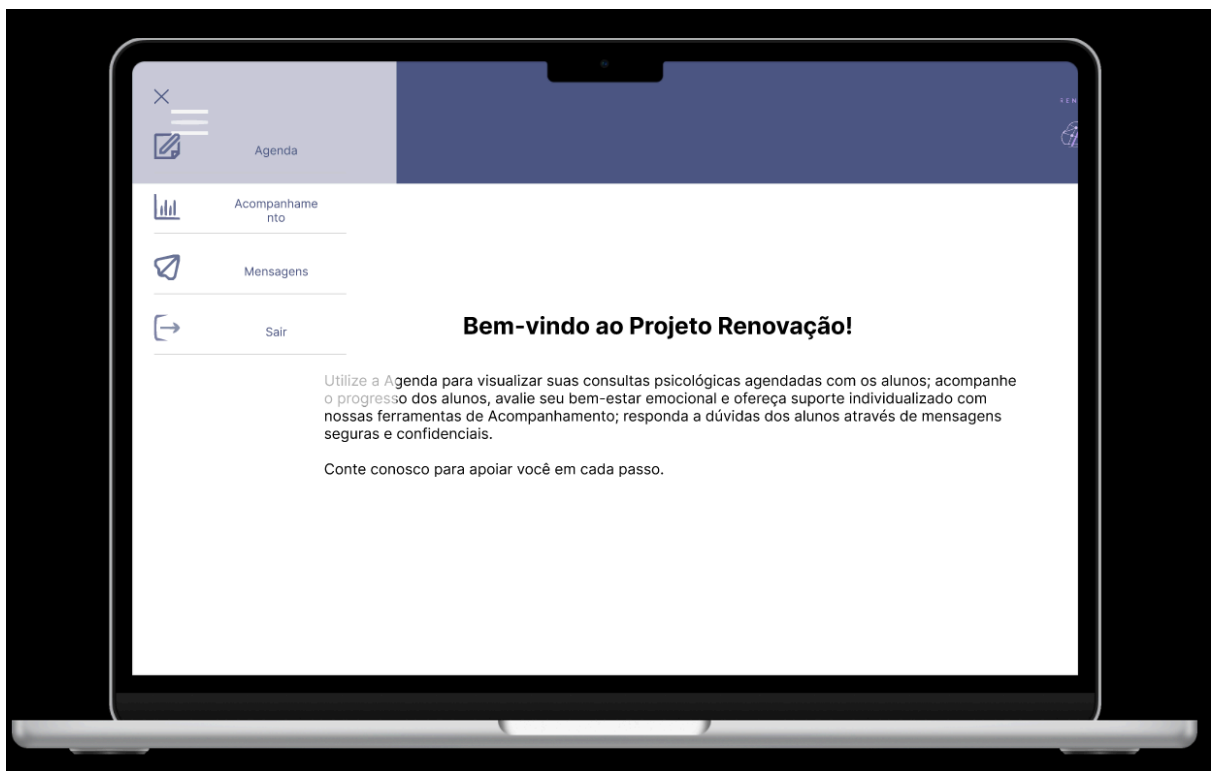 Agenda
Acompanhame
nto
Mensagens
Sair
Bem-vindo ao Projeto Renovação!
Utilize a Agenda para visualizar suas consultas psicológicas agendadas com os alunos; acompanhe
o progresso dos alunos, avalie seu bem-estar emocional e ofereça suporte individualizado com
nossas ferramentas de Acompanhamento; responda a dúvidas dos alunos através de mensagens
seguras e confidenciais.
Conte conosco para apoiar você em cada passo.